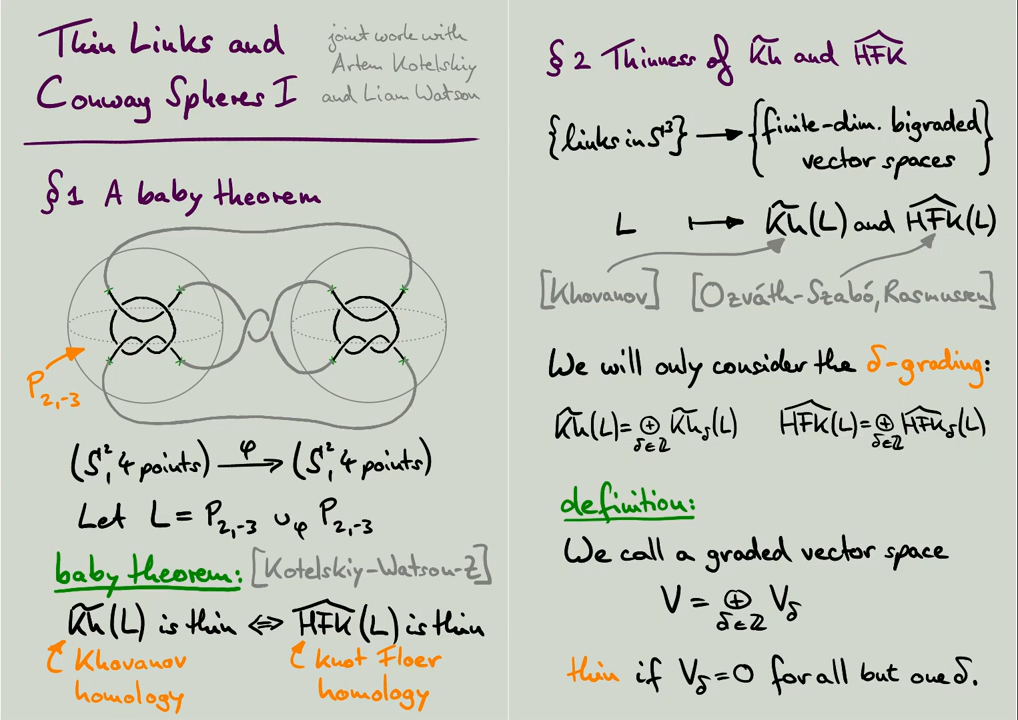 Thin Links and
Conway Spheres I
joint work with
Artem Kotelskiy
and Liam Watson
§1 A baby theorem
P₂,₋₃
(S², 4 points) —φ→ (S², 4 points)
Let L = P₂,₋₃ ∪φ P₂,₋₃
baby theorem: [Kotelskiy-Watson-Z]
K̃h(L) is thin ⇔ ĤFK(L) is thin
Khovanov
homology
knot Floer
homology
§2 Thinness of K̃h and ĤFK
{links in S³} → {finite-dim. bigraded
vector spaces}
L ↦ K̃h(L) and ĤFK(L)
[Khovanov] [Ozváth-Szabó, Rasmussen]
We will only consider the δ-grading:
K̃h(L) = ⊕_{δ∈ℤ} K̃h_δ(L) ĤFK(L) = ⊕_{δ∈ℤ} ĤFK_δ(L)
definition:
We call a graded vector space
V = ⊕_{δ∈ℤ} V_δ
thin if V_δ = 0 for all but one δ.